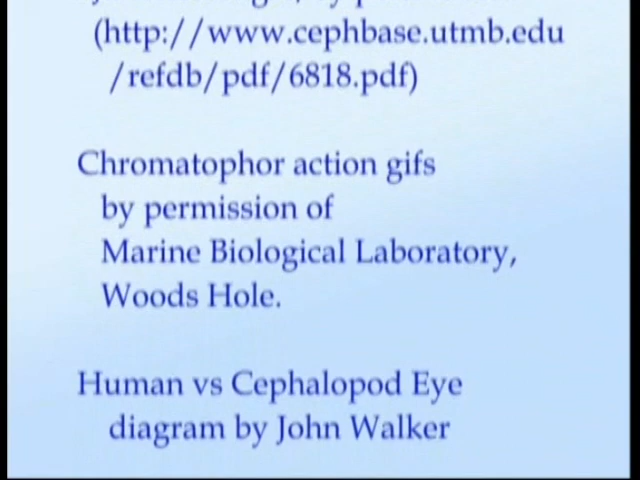 (http://www.cephbase.utmb.edu
/refdb/pdf/6818.pdf)
Chromatophor action gifs
by permission of
Marine Biological Laboratory,
Woods Hole.
Human vs Cephalopod Eye
diagram by John Walker